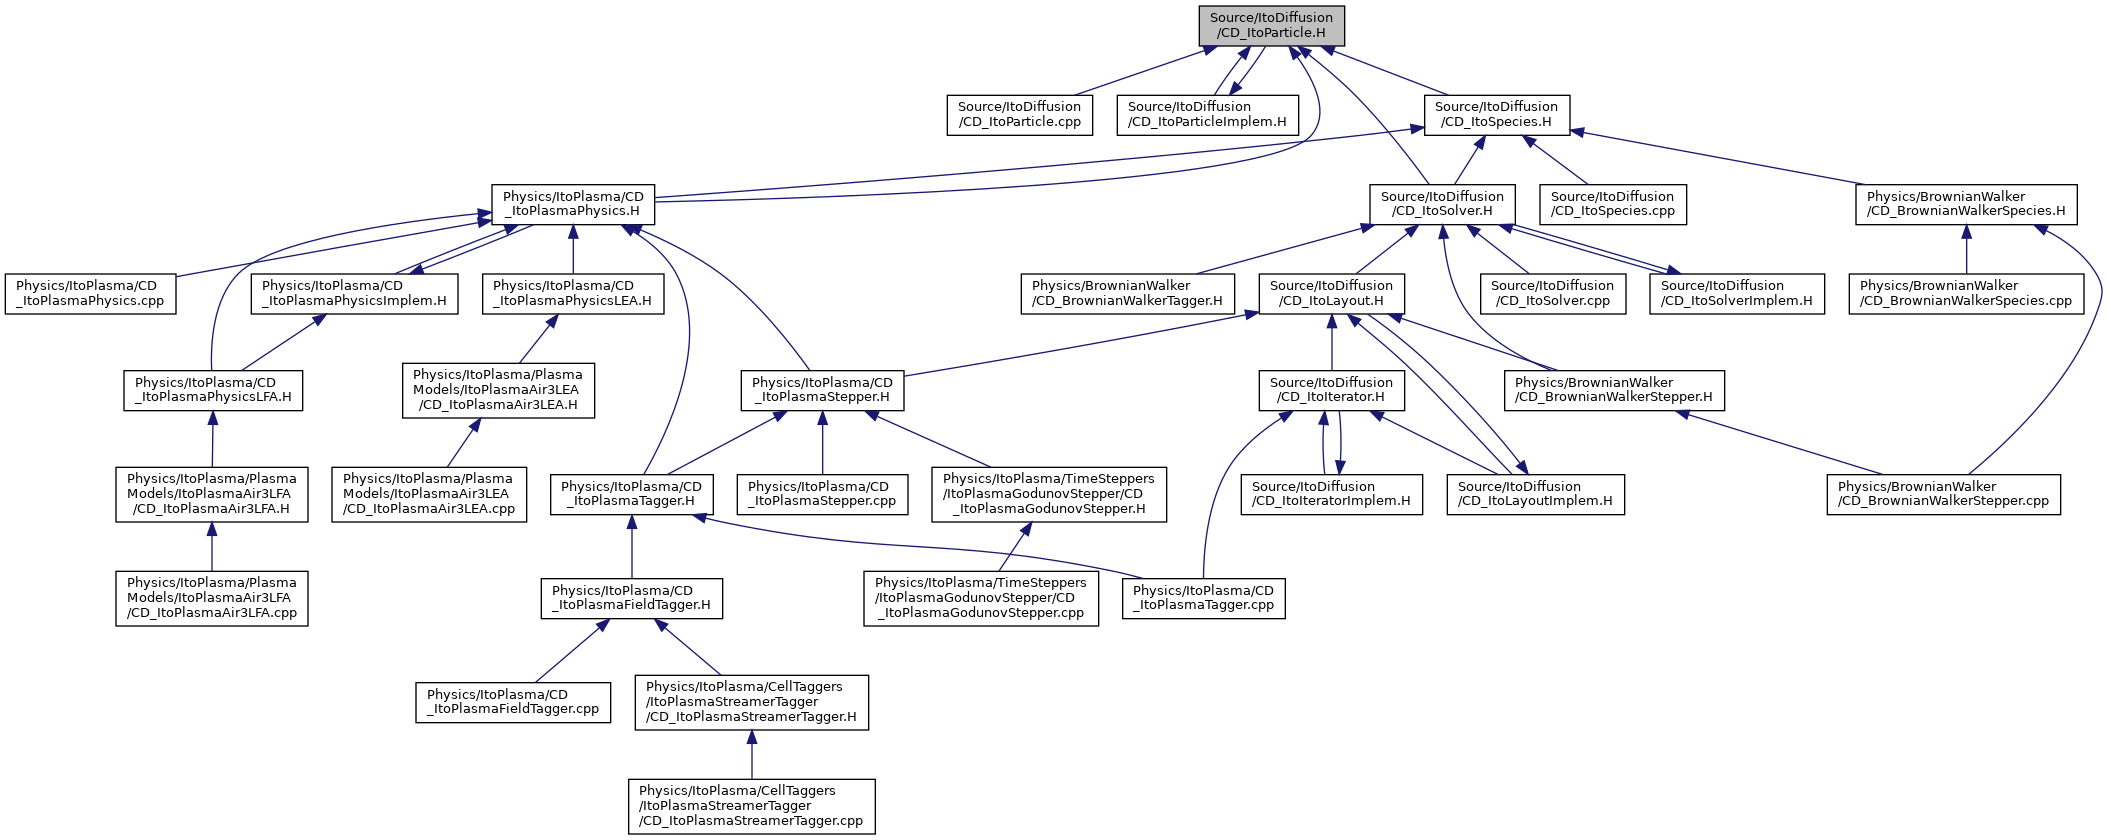 Source/ItoDiffusion
/CD_ItoParticle.H
Source/ItoDiffusion
/CD_ItoParticle.cpp
Source/ItoDiffusion
/CD_ItoParticleImplem.H
Source/ItoDiffusion
/CD_ItoSpecies.H
Physics/ItoPlasma/CD
_ItoPlasmaPhysics.H
Source/ItoDiffusion
/CD_ItoSolver.H
Source/ItoDiffusion
/CD_ItoSpecies.cpp
Physics/BrownianWalker
/CD_BrownianWalkerSpecies.H
Physics/ItoPlasma/CD
_ItoPlasmaPhysics.cpp
Physics/ItoPlasma/CD
_ItoPlasmaPhysicsImplem.H
Physics/ItoPlasma/CD
_ItoPlasmaPhysicsLEA.H
Physics/BrownianWalker
/CD_BrownianWalkerTagger.H
Source/ItoDiffusion
/CD_ItoLayout.H
Source/ItoDiffusion
/CD_ItoSolver.cpp
Source/ItoDiffusion
/CD_ItoSolverImplem.H
Physics/BrownianWalker
/CD_BrownianWalkerSpecies.cpp
Physics/ItoPlasma/CD
_ItoPlasmaPhysicsLFA.H
Physics/ItoPlasma/Plasma
Models/ItoPlasmaAir3LEA
/CD_ItoPlasmaAir3LEA.H
Physics/ItoPlasma/CD
_ItoPlasmaStepper.H
Source/ItoDiffusion
/CD_ItoIterator.H
Physics/BrownianWalker
/CD_BrownianWalkerStepper.H
Physics/ItoPlasma/Plasma
Models/ItoPlasmaAir3LFA
/CD_ItoPlasmaAir3LFA.H
Physics/ItoPlasma/Plasma
Models/ItoPlasmaAir3LEA
/CD_ItoPlasmaAir3LEA.cpp
Physics/ItoPlasma/CD
_ItoPlasmaTagger.H
Physics/ItoPlasma/CD
_ItoPlasmaStepper.cpp
Physics/ItoPlasma/TimeSteppers
/ItoPlasmaGodunovStepper/CD
_ItoPlasmaGodunovStepper.H
Source/ItoDiffusion
/CD_ItoIteratorImplem.H
Source/ItoDiffusion
/CD_ItoLayoutImplem.H
Physics/BrownianWalker
/CD_BrownianWalkerStepper.cpp
Physics/ItoPlasma/Plasma
Models/ItoPlasmaAir3LFA
/CD_ItoPlasmaAir3LFA.cpp
Physics/ItoPlasma/CD
_ItoPlasmaFieldTagger.H
Physics/ItoPlasma/TimeSteppers
/ItoPlasmaGodunovStepper/CD
_ItoPlasmaGodunovStepper.cpp
Physics/ItoPlasma/CD
_ItoPlasmaTagger.cpp
Physics/ItoPlasma/CD
_ItoPlasmaFieldTagger.cpp
Physics/ItoPlasma/CellTaggers
/ItoPlasmaStreamerTagger
/CD_ItoPlasmaStreamerTagger.H
Physics/ItoPlasma/CellTaggers
/ItoPlasmaStreamerTagger
/CD_ItoPlasmaStreamerTagger.cpp